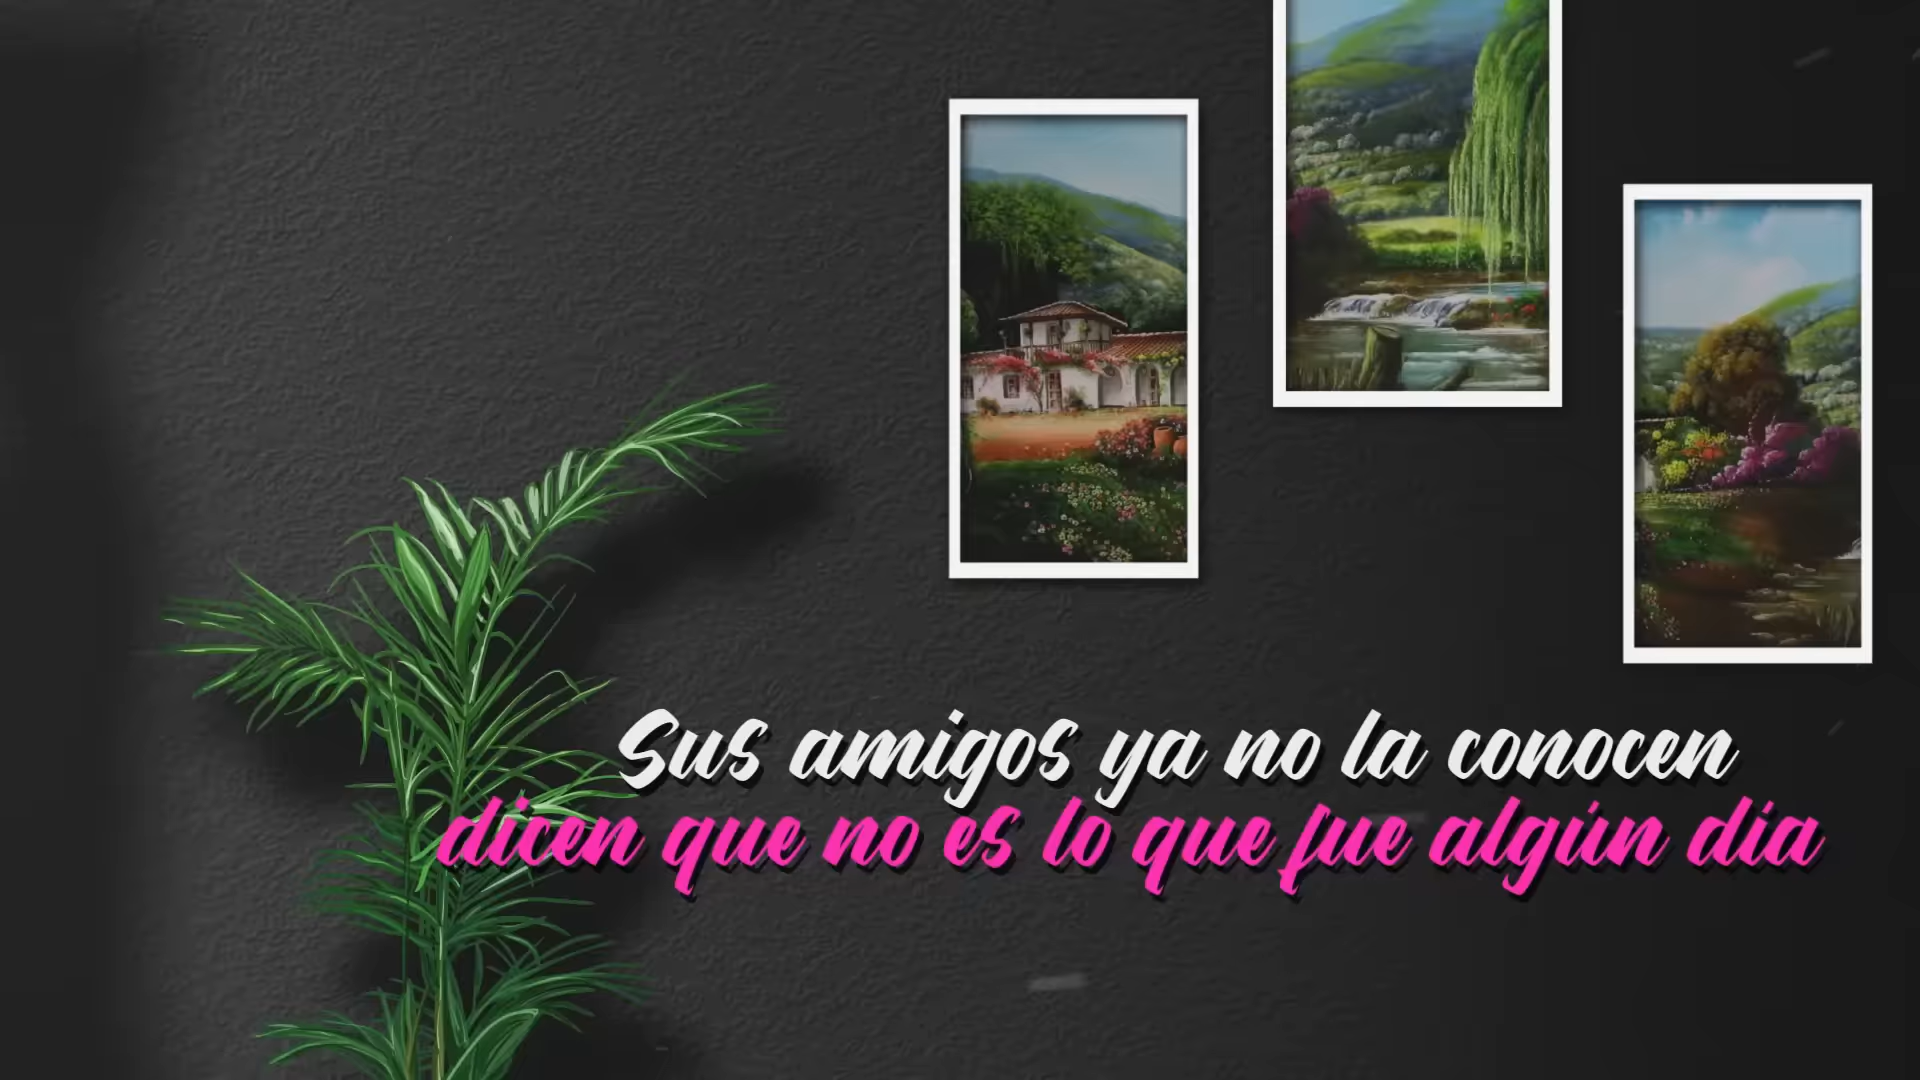 Sus amigos ya no la conocen
dicen que no es lo que fue algún día